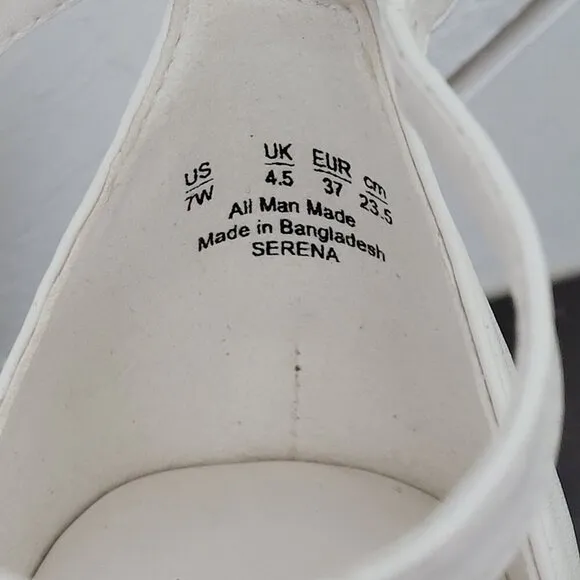 US UK EUR cm
7W 4.5 37 23.5
All Man Made
Made in Bangladesh
SERENA